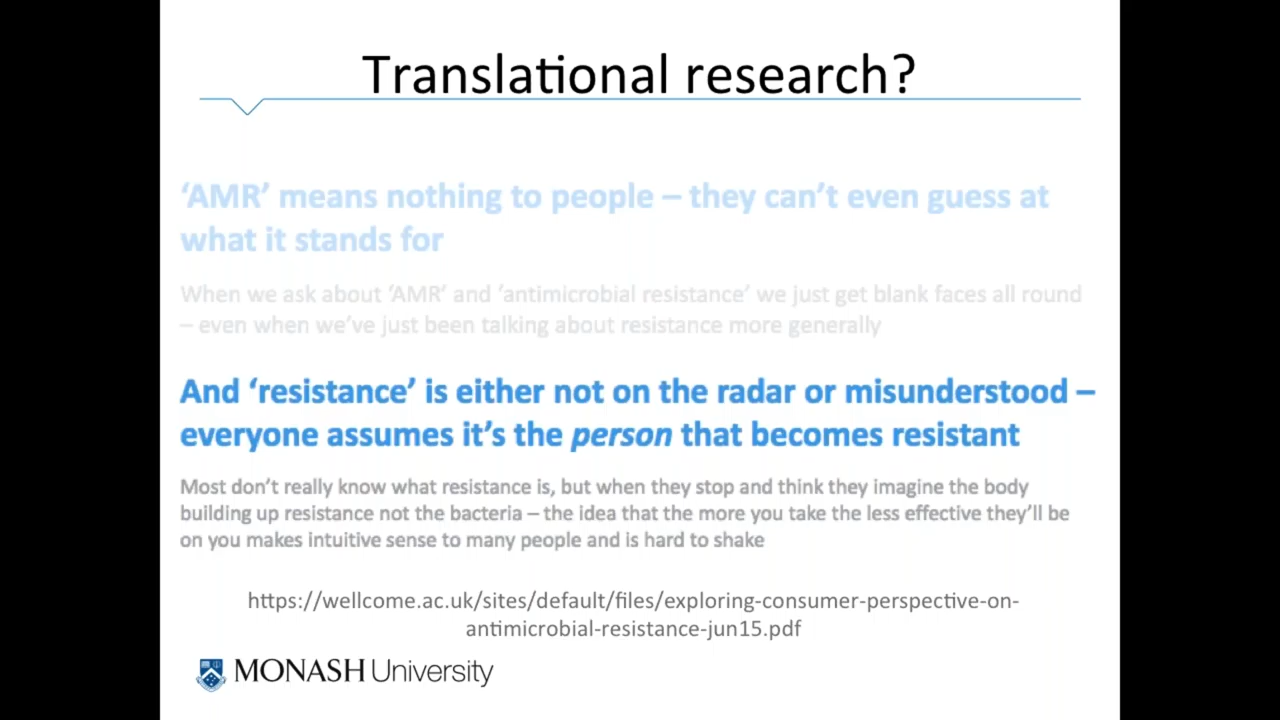 Translational research?
‘AMR’ means nothing to people – they can’t even guess at
what it stands for
When we ask about ‘AMR’ and ‘antimicrobial resistance’ we just get blank faces all round
– even when we’ve just been talking about resistance more generally
And ‘resistance’ is either not on the radar or misunderstood –
everyone assumes it’s the person that becomes resistant
Most don’t really know what resistance is, but when they stop and think they imagine the body
building up resistance not the bacteria – the idea that the more you take the less effective they’ll be
on you makes intuitive sense to many people and is hard to shake
https://wellcome.ac.uk/sites/default/files/exploring-consumer-perspective-on-
antimicrobial-resistance-jun15.pdf
MONASH University